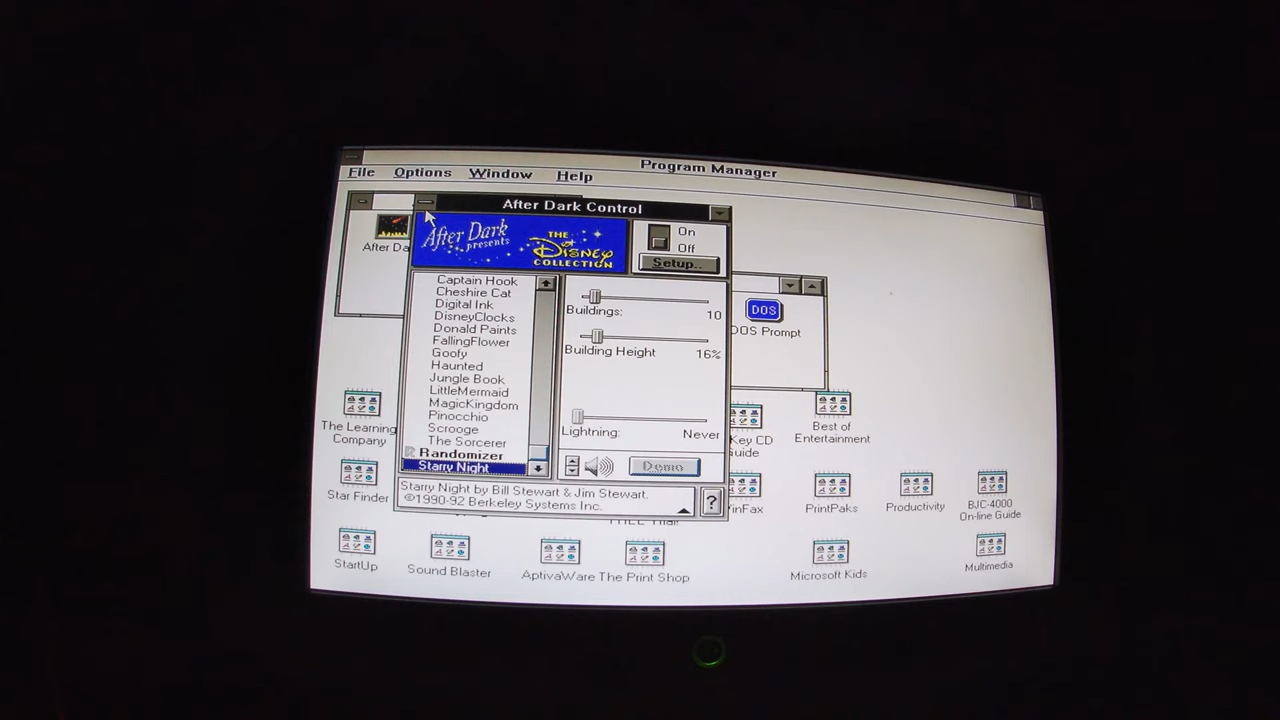 Program Manager
File Options Window Help
After Dark Control
After Da
After Dark
presents
THE
Disney
COLLECTION
On
Off
Setup..
Captain Hook
Cheshire Cat
Digital Ink
DisneyClocks
Donald Paints
FallingFlower
Goofy
Haunted
Jungle Book
LittleMermaid
MagicKingdom
Pinocchio
Scrooge
The Sorcerer
Randomizer
Starry Night
Buildings: 10
Building Height 16%
Lightning: Never
Demo
Starry Night by Bill Stewart & Jim Stewart.
©1990-92 Berkeley Systems Inc.
?
DOS
DOS Prompt
The Learning
Company
Key CD
Guide
Best of
Entertainment
Star Finder
inFax
PrintPaks
Productivity
BJC-4000
On-line Guide
StartUp
Sound Blaster
AptivaWare
The Print Shop
Microsoft Kids
Multimedia